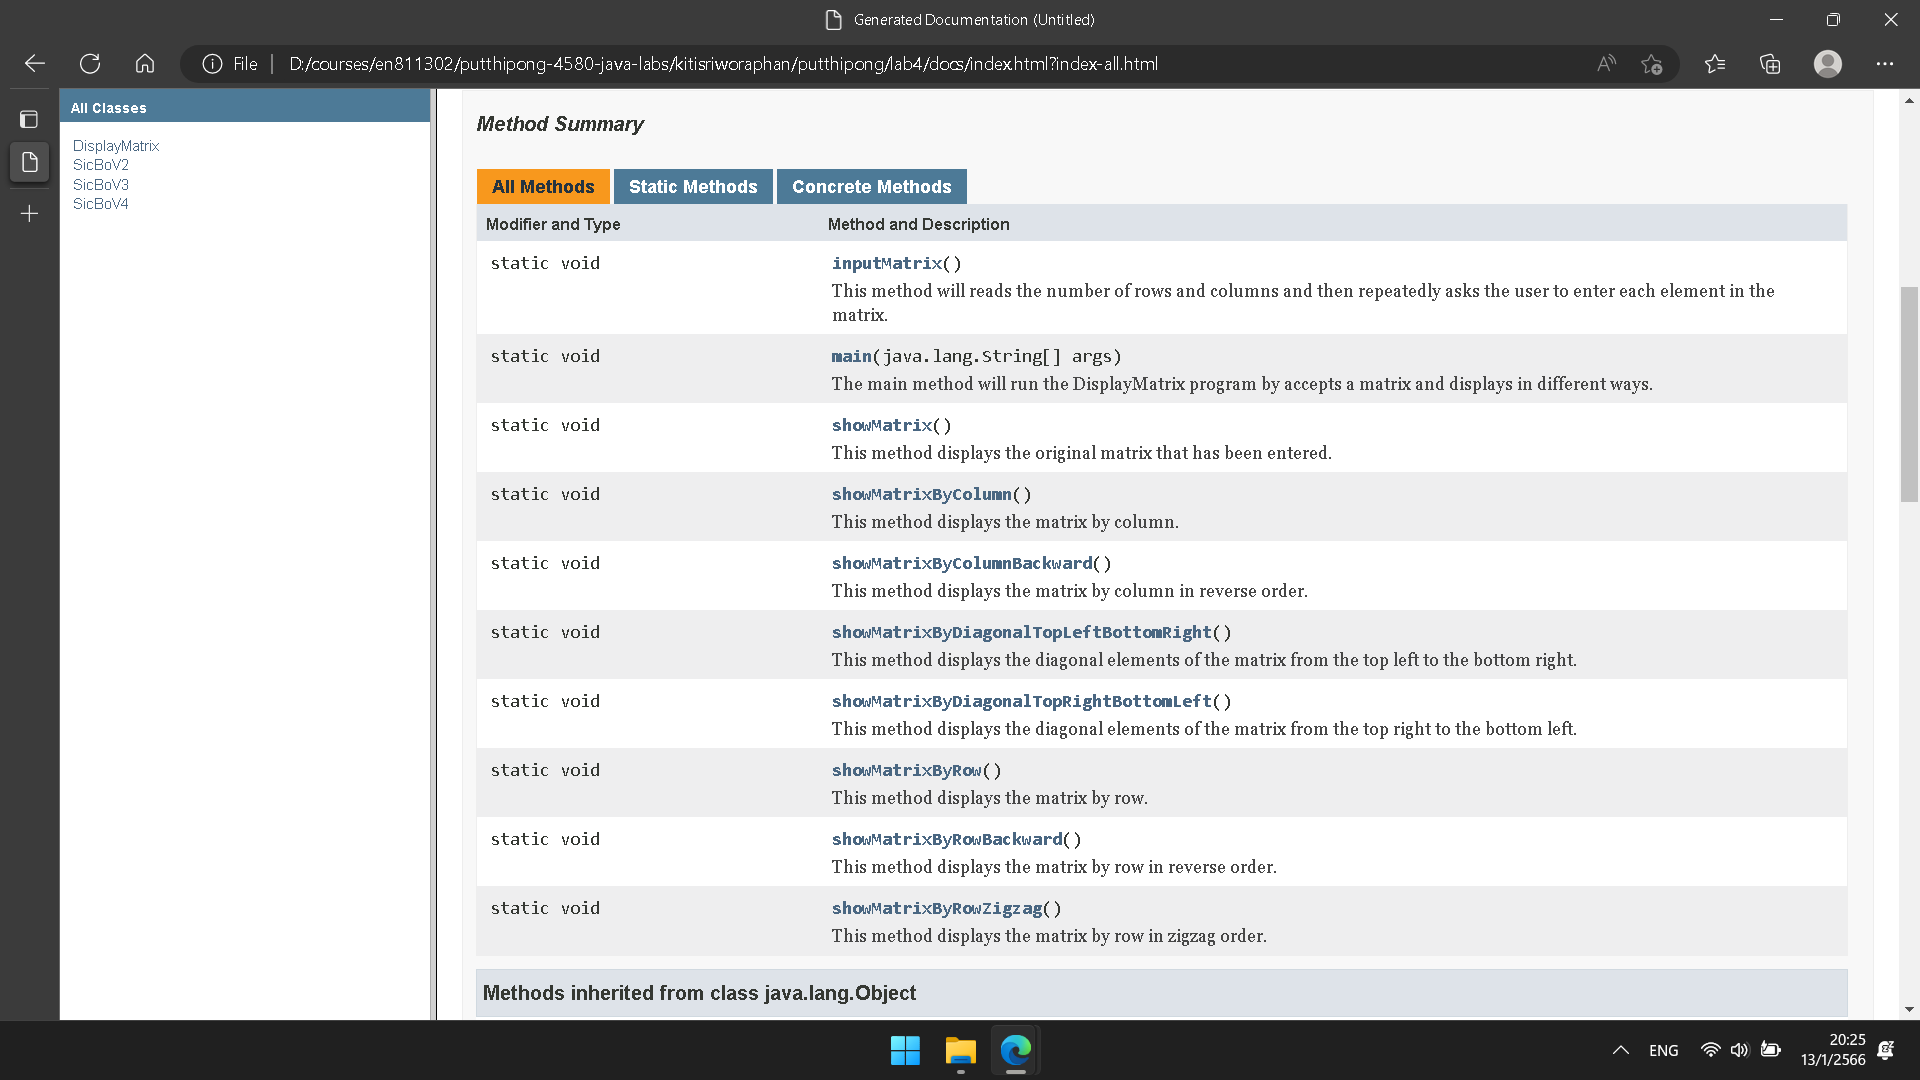 Generated Documentation (Untitled)
File D:/courses/en811302/putthipong-4580-java-labs/kitisriworaphan/putthipong/lab4/docs/index.html?index-all.html
All Classes
DisplayMatrix
SicBoV2
SicBoV3
SicBoV4
Method Summary
All Methods Static Methods Concrete Methods
Modifier and Type Method and Description
static void inputMatrix()
This method will reads the number of rows and columns and then repeatedly asks the user to enter each element in the
matrix.
static void main(java.lang.String[] args)
The main method will run the DisplayMatrix program by accepts a matrix and displays in different ways.
static void showMatrix()
This method displays the original matrix that has been entered.
static void showMatrixByColumn()
This method displays the matrix by column.
static void showMatrixByColumnBackward()
This method displays the matrix by column in reverse order.
static void showMatrixByDiagonalTopLeftBottomRight()
This method displays the diagonal elements of the matrix from the top left to the bottom right.
static void showMatrixByDiagonalTopRightBottomLeft()
This method displays the diagonal elements of the matrix from the top right to the bottom left.
static void showMatrixByRow()
This method displays the matrix by row.
static void showMatrixByRowBackward()
This method displays the matrix by row in reverse order.
static void showMatrixByRowZigzag()
This method displays the matrix by row in zigzag order.
Methods inherited from class java.lang.Object
ENG
20:25
13/1/2566